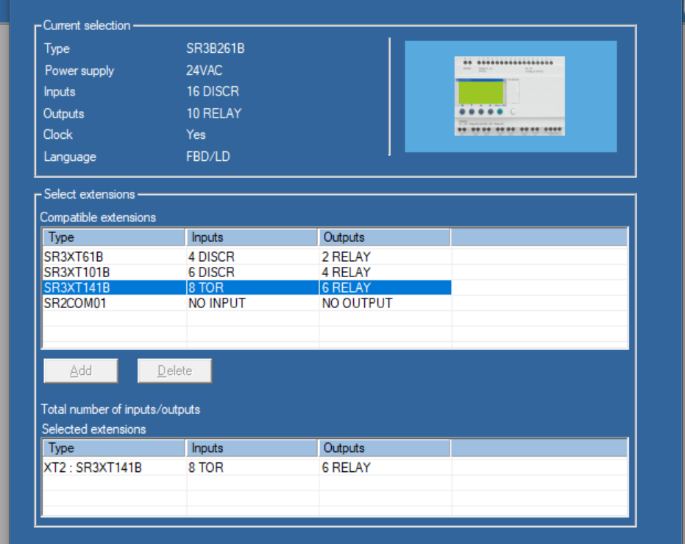 Current selection
Type SR3B261B
Power supply 24VAC
Inputs 16 DISCR
Outputs 10 RELAY
Clock Yes
Language FBD/LD
Select extensions
Compatible extensions
Type Inputs Outputs
SR3XT61B 4 DISCR 2 RELAY
SR3XT101B 6 DISCR 4 RELAY
SR3XT141B 8 TOR 6 RELAY
SR2COM01 NO INPUT NO OUTPUT
Add Delete
Total number of inputs/outputs
Selected extensions
Type Inputs Outputs
XT2 : SR3XT141B 8 TOR 6 RELAY